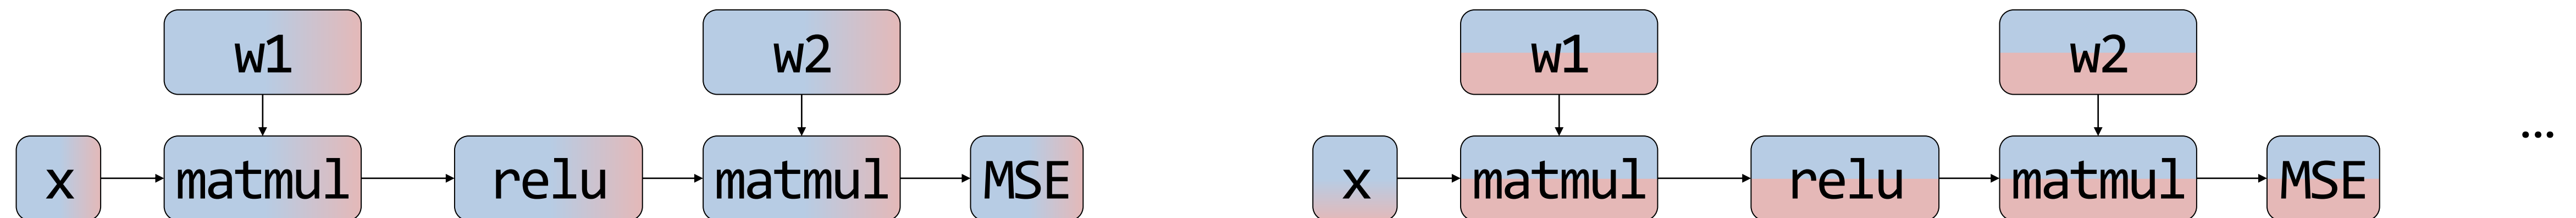 w1 w2 w1 w2
x matmul relu matmul MSE x matmul relu matmul MSE
...